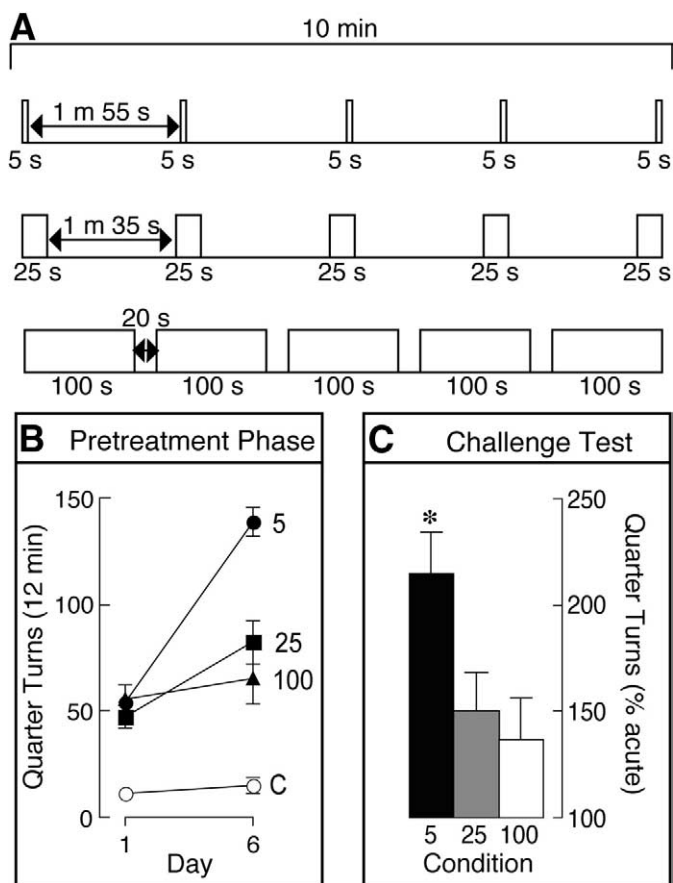 A
10 min
1 m 55 s
5 s 5 s 5 s 5 s 5 s
1 m 35 s
25 s 25 s 25 s 25 s 25 s
20 s
100 s 100 s 100 s 100 s 100 s
B Pretreatment Phase
Quarter Turns (12 min)
150
100
50
0
5
25
100
C
1 6
Day
C Challenge Test
*
250
200
150
100
Quarter Turns (% acute)
5 25 100
Condition